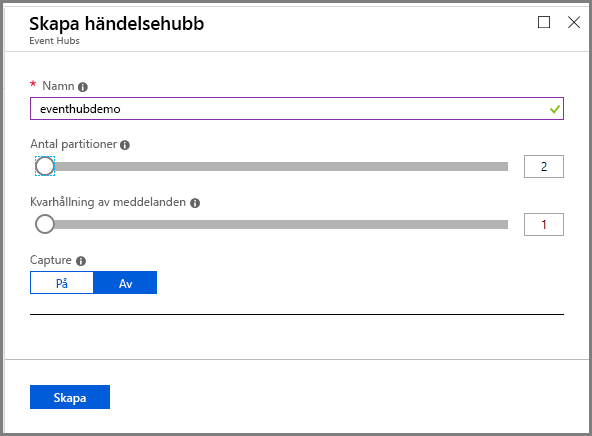 Skapa händelsehubb
Event Hubs
* Namn
eventhubdemo
Antal partitioner
2
Kvarhållning av meddelanden
1
Capture
På Av
Skapa